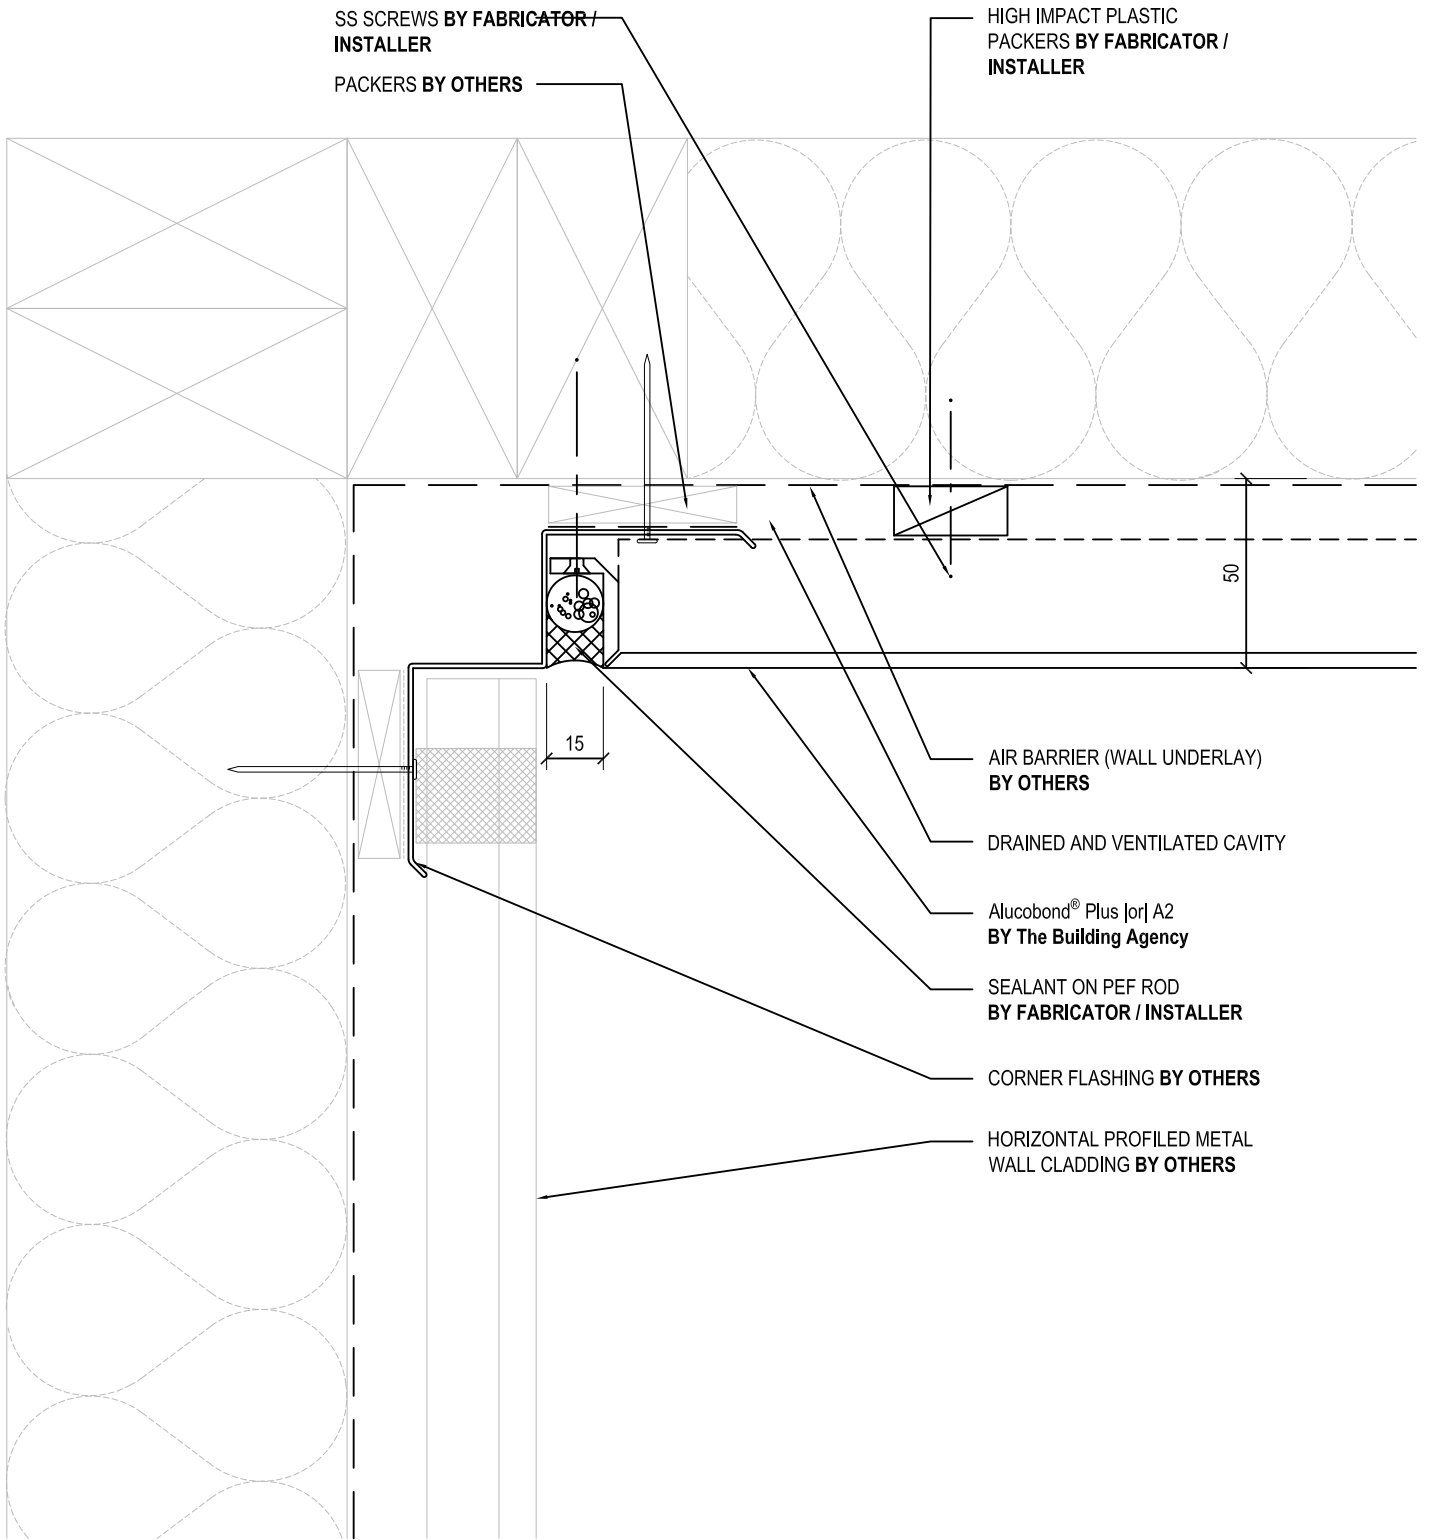 SS SCREWS BY FABRICATOR /
INSTALLER
PACKERS BY OTHERS
HIGH IMPACT PLASTIC
PACKERS BY FABRICATOR /
INSTALLER
50
15
AIR BARRIER (WALL UNDERLAY)
BY OTHERS
DRAINED AND VENTILATED CAVITY
Alucobond® Plus |or| A2
BY The Building Agency
SEALANT ON PEF ROD
BY FABRICATOR / INSTALLER
CORNER FLASHING BY OTHERS
HORIZONTAL PROFILED METAL
WALL CLADDING BY OTHERS